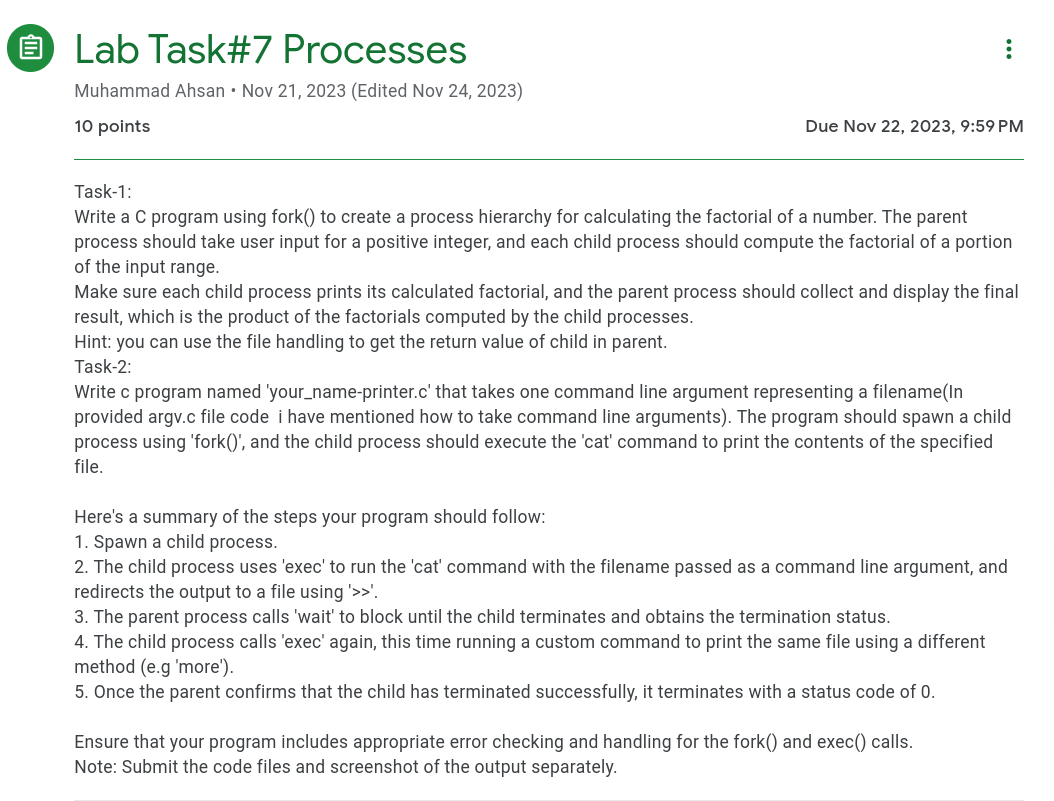 Lab Task#7 Processes
Muhammad Ahsan • Nov 21, 2023 (Edited Nov 24, 2023)
10 points
Due Nov 22, 2023, 9:59 PM
Task-1:
Write a C program using fork() to create a process hierarchy for calculating the factorial of a number. The parent
process should take user input for a positive integer, and each child process should compute the factorial of a portion
of the input range.
Make sure each child process prints its calculated factorial, and the parent process should collect and display the final
result, which is the product of the factorials computed by the child processes.
Hint: you can use the file handling to get the return value of child in parent.
Task-2:
Write c program named 'your_name-printer.c' that takes one command line argument representing a filename(In
provided argv.c file code  i have mentioned how to take command line arguments). The program should spawn a child
process using 'fork()', and the child process should execute the 'cat' command to print the contents of the specified
file.
Here's a summary of the steps your program should follow:
1. Spawn a child process.
2. The child process uses 'exec' to run the 'cat' command with the filename passed as a command line argument, and
redirects the output to a file using '>>'.
3. The parent process calls 'wait' to block until the child terminates and obtains the termination status.
4. The child process calls 'exec' again, this time running a custom command to print the same file using a different
method (e.g 'more').
5. Once the parent confirms that the child has terminated successfully, it terminates with a status code of 0.
Ensure that your program includes appropriate error checking and handling for the fork() and exec() calls.
Note: Submit the code files and screenshot of the output separately.